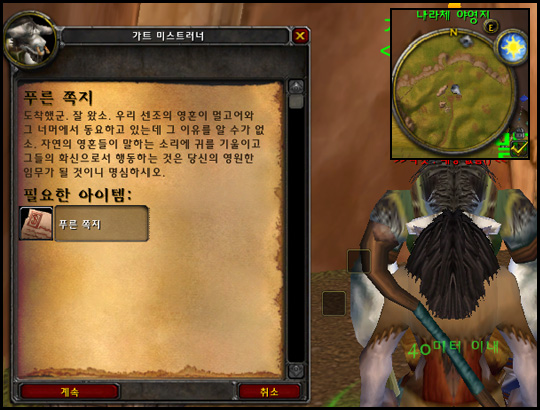 가트 미스트러너
나라체 야영지
N
E
푸른 쪽지
도착했군. 잘 왔소. 우리 선조의 영혼이 멀고어와
그 너머에서 동요하고 있는데 그 이유를 알 수가 없
소. 자연의 영혼들이 말하는 소리에 귀를 기울이고
그들의 화신으로서 행동하는 것은 당신의 영원한
임무가 될 것이니 명심하세요.
필요한 아이템:
푸른 쪽지
40미터 이내
계속
취소